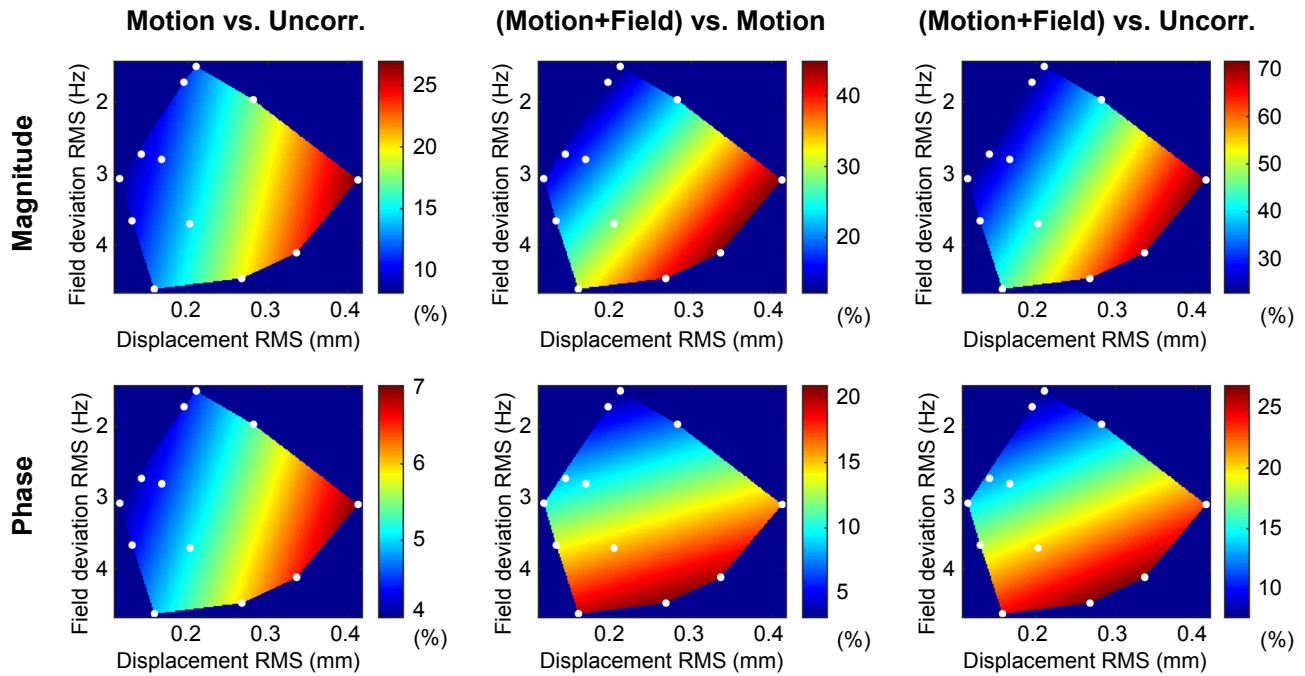 Motion vs. Uncorr.
(Motion+Field) vs. Motion
(Motion+Field) vs. Uncorr.
Magnitude
Field deviation RMS (Hz)
2
3
4
0.2 0.3 0.4
Displacement RMS (mm)
25
20
15
10
(%)
Field deviation RMS (Hz)
2
3
4
0.2 0.3 0.4
Displacement RMS (mm)
40
30
20
(%)
Field deviation RMS (Hz)
2
3
4
0.2 0.3 0.4
Displacement RMS (mm)
70
60
50
40
30
(%)
Phase
Field deviation RMS (Hz)
2
3
4
0.2 0.3 0.4
Displacement RMS (mm)
7
6
5
4
(%)
Field deviation RMS (Hz)
2
3
4
0.2 0.3 0.4
Displacement RMS (mm)
20
15
10
5
(%)
Field deviation RMS (Hz)
2
3
4
0.2 0.3 0.4
Displacement RMS (mm)
25
20
15
10
(%)